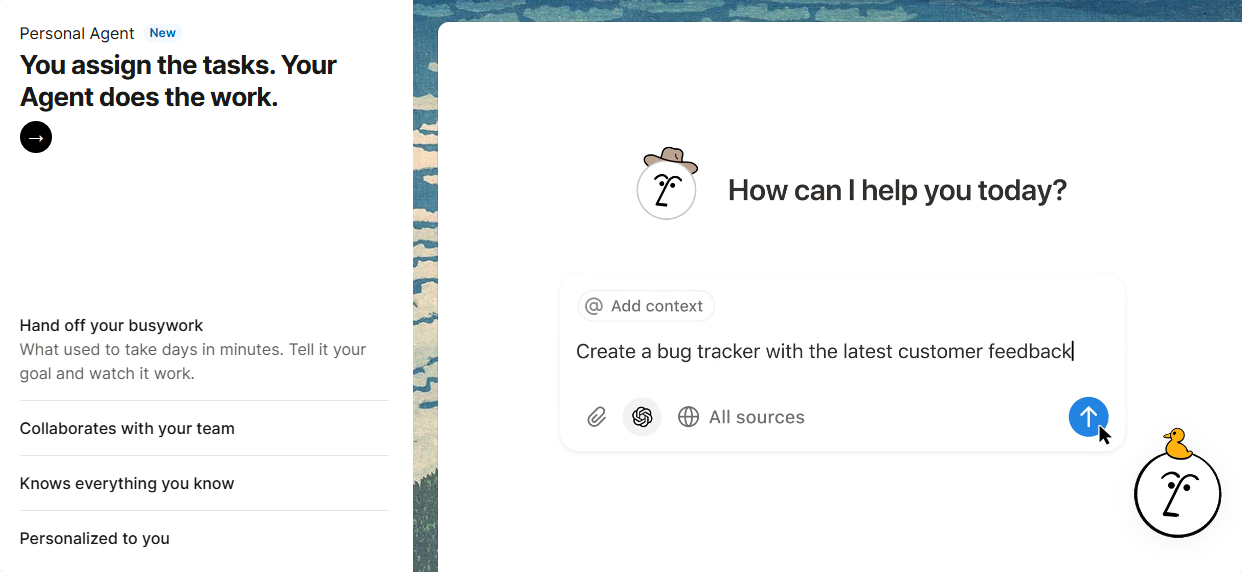 Personal Agent New
You assign the tasks. Your
Agent does the work.
→
Hand off your busywork
What used to take days in minutes. Tell it your
goal and watch it work.
Collaborates with your team
Knows everything you know
Personalized to you
How can I help you today?
@ Add context
Create a bug tracker with the latest customer feedback
All sources